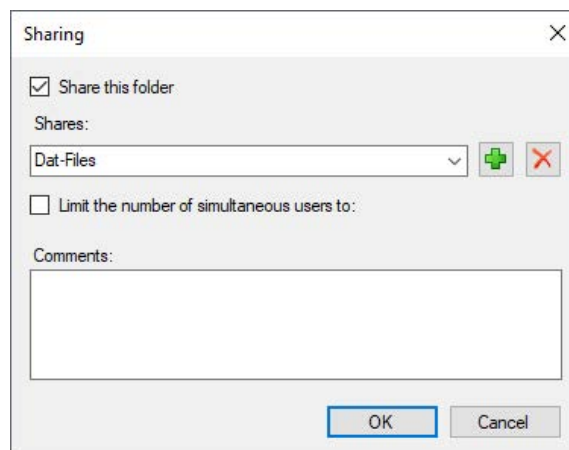 Sharing
Share this folder
Shares:
Dat-Files
Limit the number of simultaneous users to:
Comments:
OK Cancel